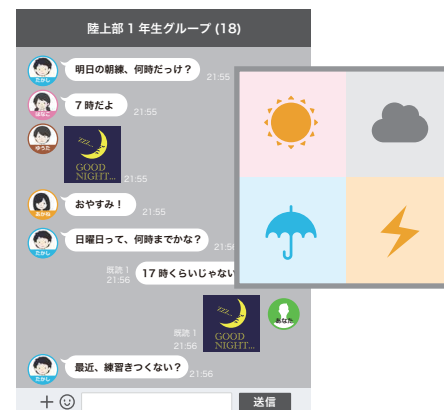 陸上部 1 年生グループ (18)
明日の朝練、何時だっけ？
21:55
たかし
7 時だよ
21:55
はなこ
ZZZ...
GOOD
NIGHT...
21:55
ゆうた
おやすみ！
21:55
あかね
日曜日って、何時までかな？
たかし
既読 1
21:56
17 時くらいじゃない
ZZZ...
GOOD
NIGHT...
既読 1
21:56
あなた
最近、練習きつくない？
21:56
たかし
送信